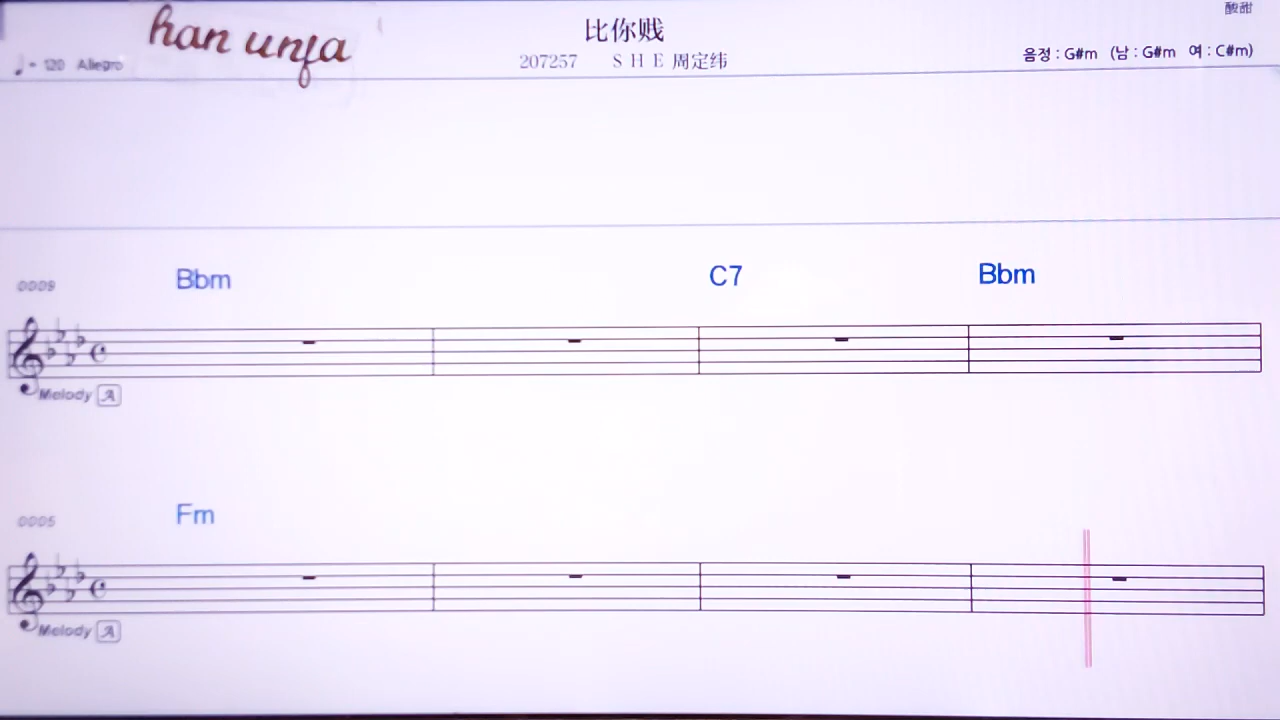 酸甜
han unfa
比你贱
♩= 120 Allegro
207257 S H E 周定纬
음정 : G#m (남 : G#m 여 : C#m)
0009
Bbm C7 Bbm
Melody A
0005
Fm
Melody A